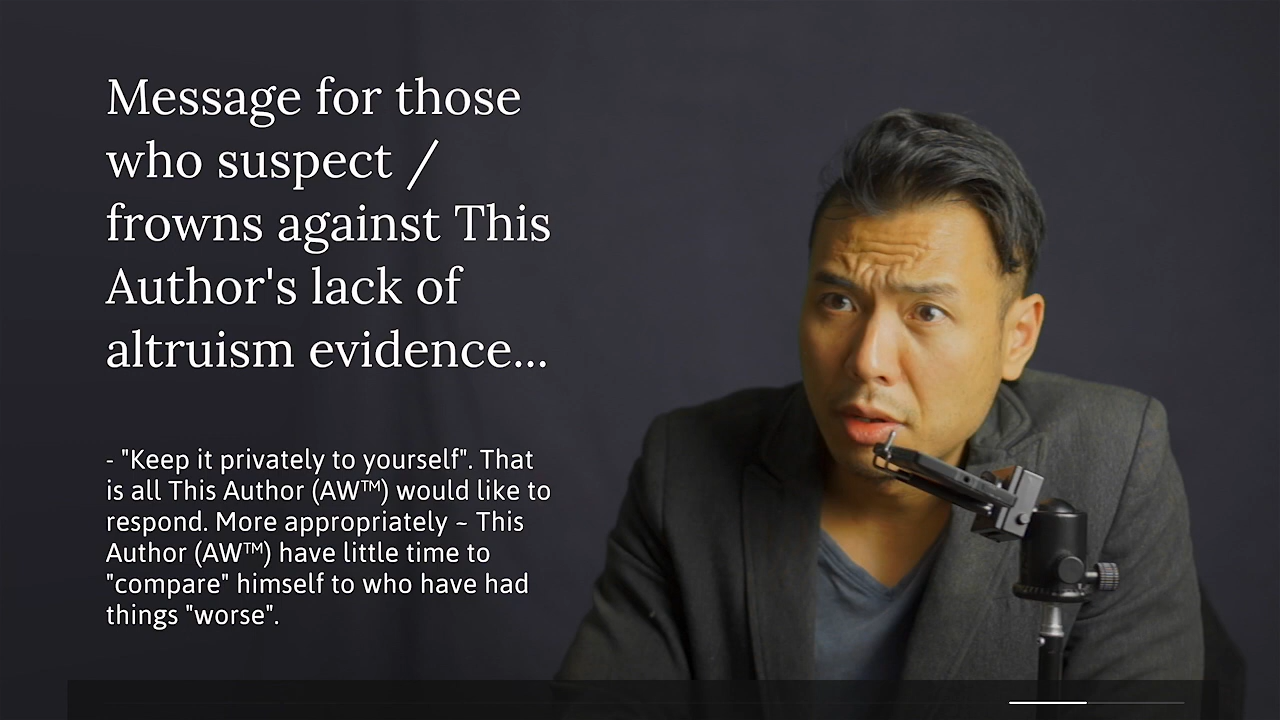 Message for those
who suspect /
frowns against This
Author's lack of
altruism evidence...
- "Keep it privately to yourself". That
is all This Author (AW™) would like to
respond. More appropriately ~ This
Author (AW™) have little time to
"compare" himself to who have had
things "worse".